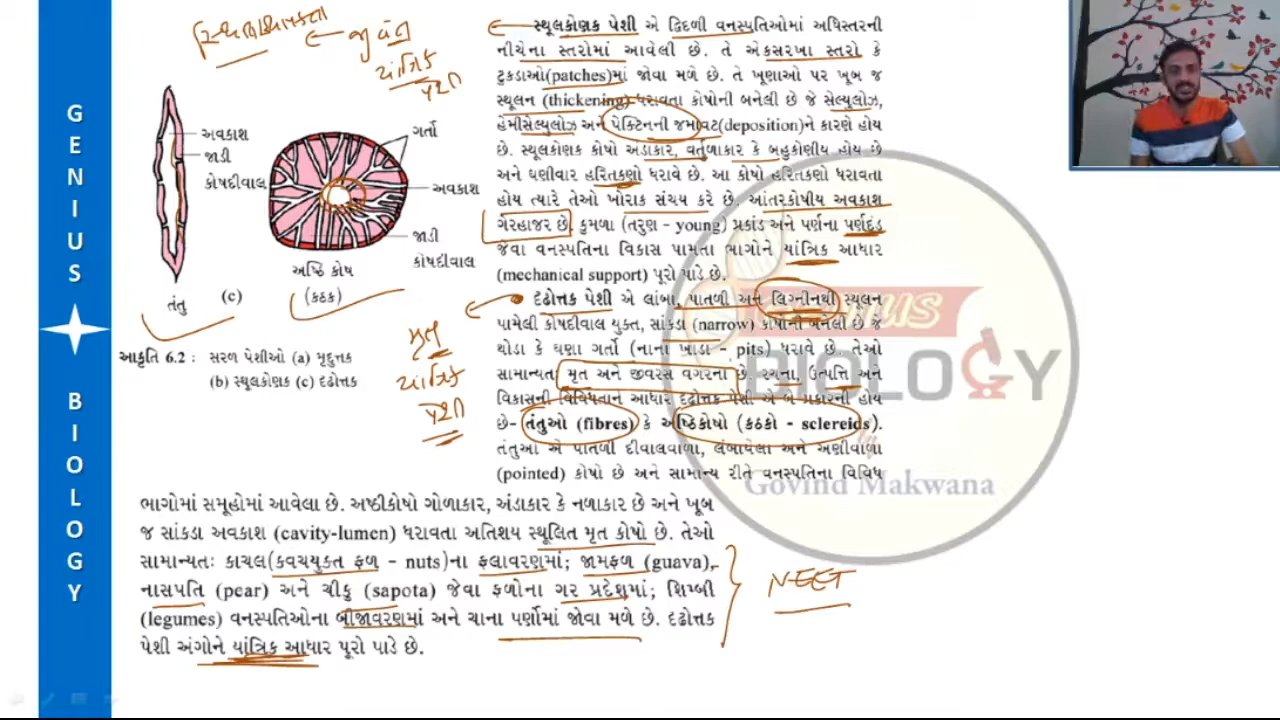 GENIUS
BIOLOGY
સ્થૂલકોણક પેશી એ દ્વિદળી વનસ્પતિઓમાં અધિસ્તરની
નીચેના સ્તરોમાં આવેલી છે. તે એકસરખા સ્તરો કે
ટુકડાઓ(patches)માં જોવા મળે છે. તે ખૂણાઓ પર ખૂબ જ
સ્થૂલન (thickening) ધરાવતા કોષોની બનેલી છે જે સેલ્યુલોઝ,
હેમીસેલ્યુલોઝ અને પેક્ટિનની જમાવટ(deposition)ને કારણે હોય
છે. સ્થૂલકોણક કોષો અંડાકાર, વર્તુળાકાર કે બહુકોણીય હોય છે
અને ઘણીવાર હરિતકણો ધરાવે છે. આ કોષો હરિતકણો ધરાવતા
હોય ત્યારે તેઓ ખોરાક સંચય કરે છે. આંતરકોષીય અવકાશ
ગેરહાજર છે. કુમળા (તરુણ - young) પ્રકાંડ અને પર્ણના પર્ણદંડ
જેવા વનસ્પતિના વિકાસ પામતા ભાગોને યાંત્રિક આધાર
(mechanical support) પૂરો પાડે છે.
દૃઢોત્તક પેશી એ લાંબા, પાતળી અને લિગ્નીનથી સ્થૂલન
પામેલી કોષદીવાલ યુક્ત, સાંકડા (narrow) કોષોની બનેલી છે જે
થોડા કે ઘણા ગર્તો (નાના ખાડા - pits) ધરાવે છે. તેઓ
સામાન્યતઃ મૃત અને જીવરસ વગરના છે. રચના, ઉત્પત્તિ અને
વિકાસની વિવિધતાને આધારે દૃઢોત્તક પેશી એ બે પ્રકારની હોય
છે- તંતુઓ (fibres) કે અષ્ઠિકોષો (કઠકો - sclereids).
તંતુઓ એ પાતળી દીવાલવાળા, લંબાયેલા અને અણીવાળા
(pointed) કોષો છે અને સામાન્ય રીતે વનસ્પતિના વિવિધ
ભાગોમાં સમૂહોમાં આવેલા છે. અષ્ઠીકોષો ગોળાકાર, અંડાકાર કે નળાકાર છે અને ખૂબ
જ સાંકડા અવકાશ (cavity-lumen) ધરાવતા અતિશય સ્થૂલિત મૃત કોષો છે. તેઓ
સામાન્યતઃ કાચલ(કવચયુક્ત ફળ - nuts)ના ફલાવરણમાં; જામફળ (guava),
નાસપતિ (pear) અને ચીકુ (sapota) જેવા ફળોના ગર પ્રદેશમાં; શિમ્બી
(legumes) વનસ્પતિઓના બીજાવરણમાં અને ચાના પર્ણોમાં જોવા મળે છે. દૃઢોત્તક
પેશી અંગોને યાંત્રિક આધાર પૂરો પાડે છે.
અવકાશ
જાડી
કોષદીવાલ
ગર્તો
અવકાશ
જાડી
કોષદીવાલ
અષ્ઠિ કોષ
(કઠક)
તંતુ
(c)
આકૃતિ 6.2 : સરળ પેશીઓ (a) મૃદુત્તક
(b) સ્થૂલકોણક (c) દૃઢોત્તક
સ્થિતિસ્થાપકતા
જીવંત
યાંત્રિક
પેશી
મૃત
યાંત્રિક
પેશી
NEET
BIOLOGY
by
Govind Makwana